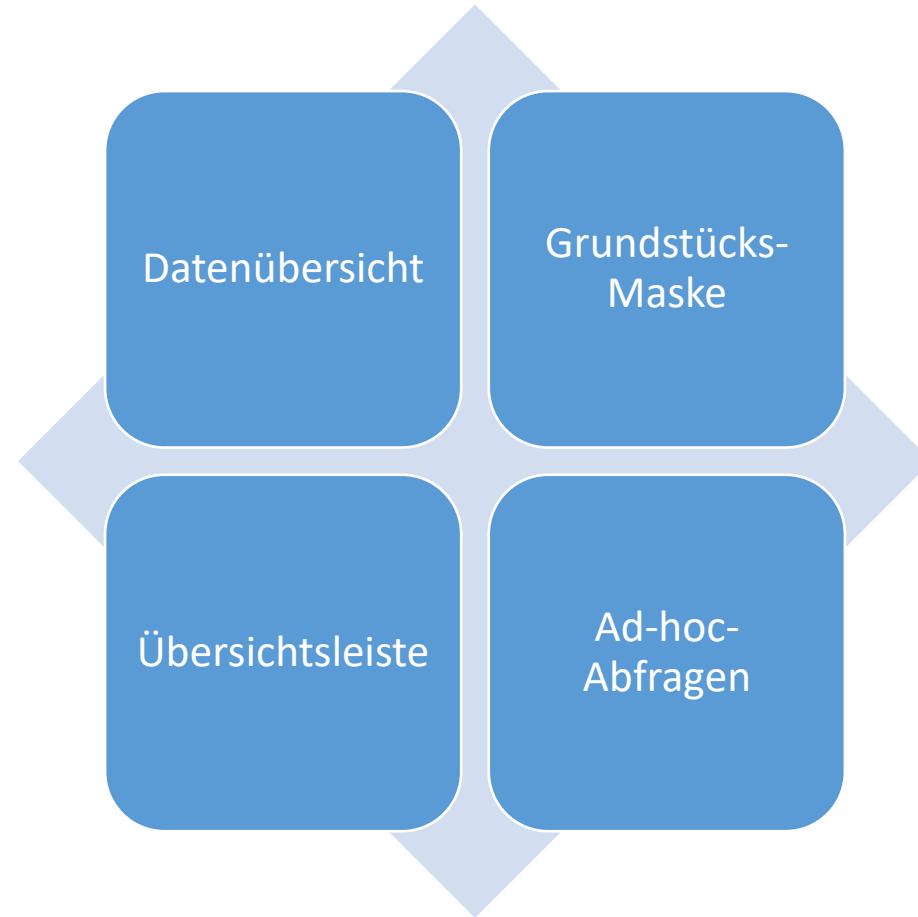 Datenübersicht
Grundstücks-
Maske
Übersichtsleiste
Ad-hoc-
Abfragen